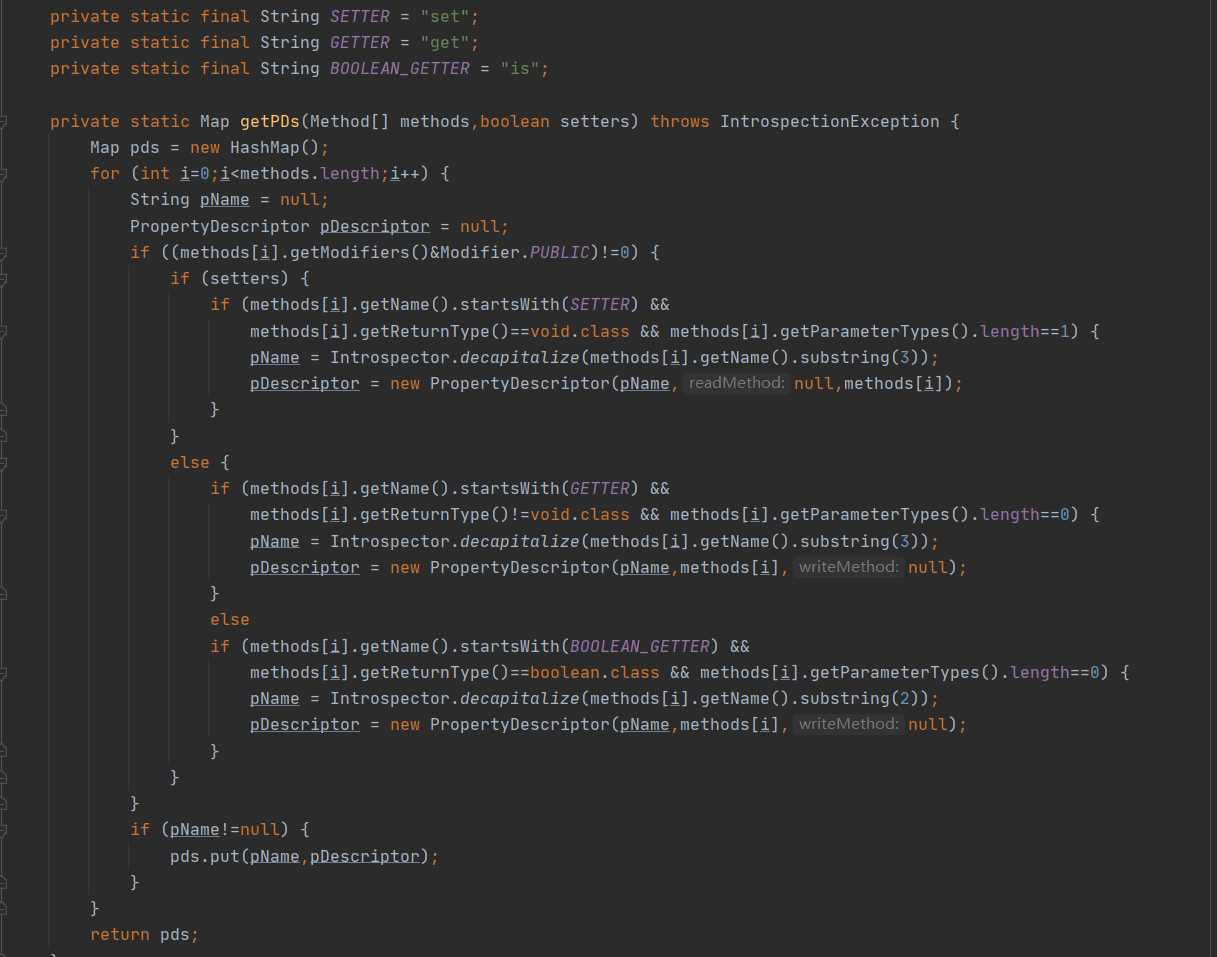 private static final String SETTER = "set";
private static final String GETTER = "get";
private static final String BOOLEAN_GETTER = "is";
private static Map getPDs(Method[] methods,boolean setters) throws IntrospectionException {
Map pds = new HashMap();
for (int i=0;i<methods.length;i++) {
String pName = null;
PropertyDescriptor pDescriptor = null;
if ((methods[i].getModifiers()&Modifier.PUBLIC)!=0) {
if (setters) {
if (methods[i].getName().startsWith(SETTER) &&
methods[i].getReturnType()==void.class && methods[i].getParameterTypes().length==1) {
pName = Introspector.decapitalize(methods[i].getName().substring(3));
pDescriptor = new PropertyDescriptor(pName, readMethod: null,methods[i]);
}
}
else {
if (methods[i].getName().startsWith(GETTER) &&
methods[i].getReturnType()!=void.class && methods[i].getParameterTypes().length==0) {
pName = Introspector.decapitalize(methods[i].getName().substring(3));
pDescriptor = new PropertyDescriptor(pName,methods[i], writeMethod: null);
}
else
if (methods[i].getName().startsWith(BOOLEAN_GETTER) &&
methods[i].getReturnType()==boolean.class && methods[i].getParameterTypes().length==0) {
pName = Introspector.decapitalize(methods[i].getName().substring(2));
pDescriptor = new PropertyDescriptor(pName,methods[i], writeMethod: null);
}
}
}
if (pName!=null) {
pds.put(pName,pDescriptor);
}
}
return pds;